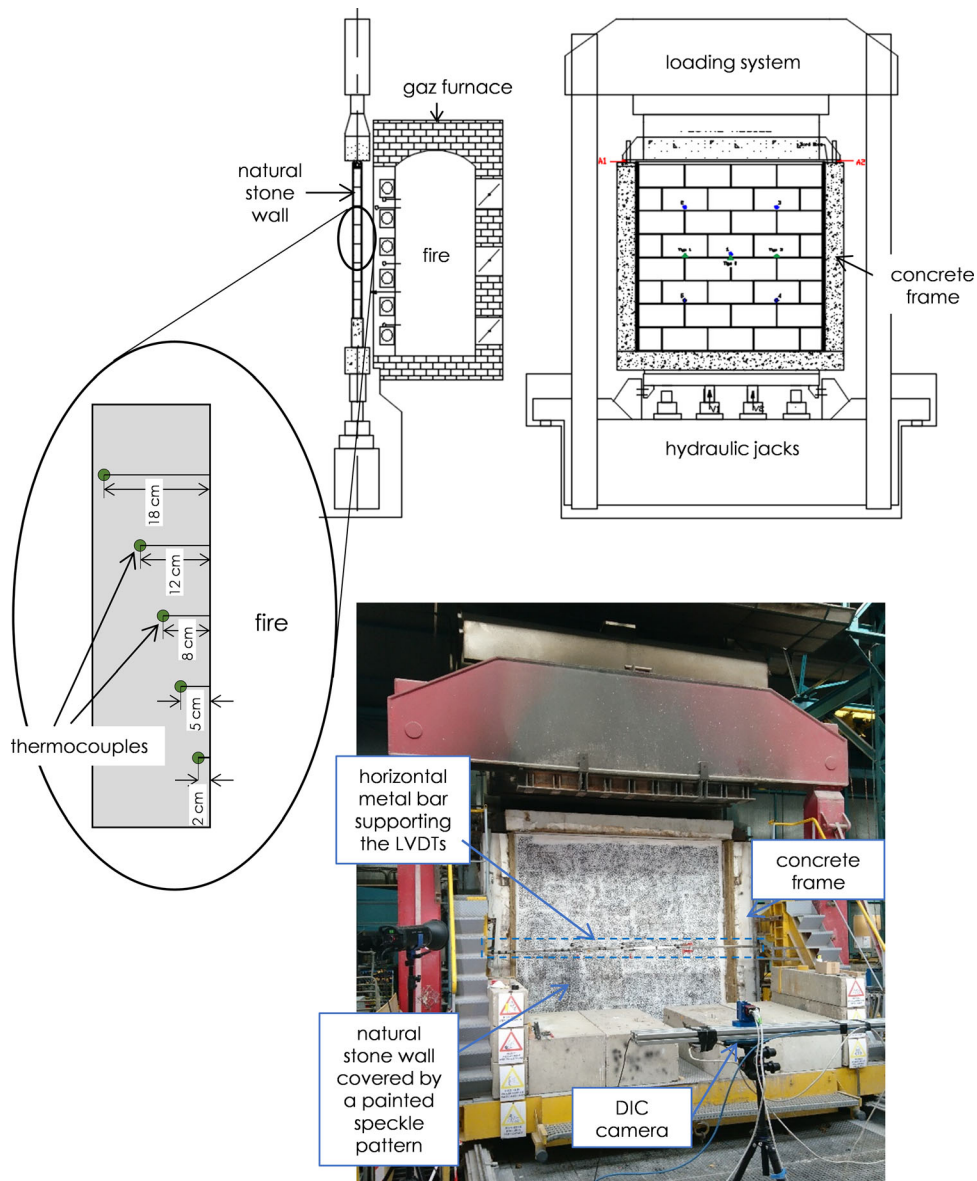 loading system
gaz furnace
natural
stone
wall
fire
A1
A2
concrete
frame
hydraulic jacks
18 cm
12 cm
8 cm
5 cm
2 cm
fire
thermocouples
horizontal
metal bar
supporting
the LVDTs
concrete
frame
natural
stone wall
covered by
a painted
speckle
pattern
DIC
camera